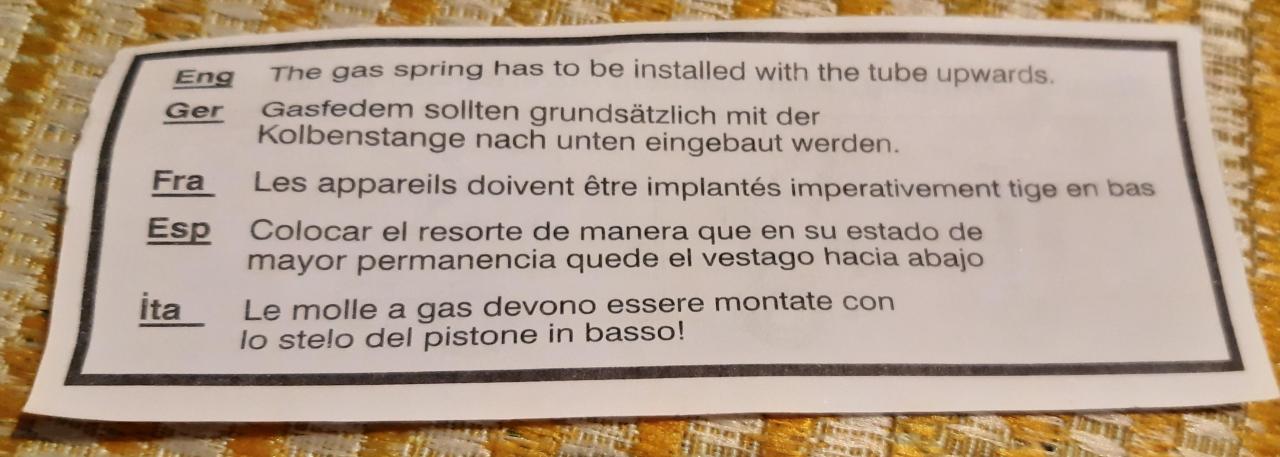 Eng The gas spring has to be installed with the tube upwards.
Ger Gasfedem sollten grundsätzlich mit der
Kolbenstange nach unten eingebaut werden.
Fra Les appareils doivent être implantés imperativement tige en bas
Esp Colocar el resorte de manera que en su estado de
mayor permanencia quede el vestago hacia abajo
İta Le molle a gas devono essere montate con
lo stelo del pistone in basso!